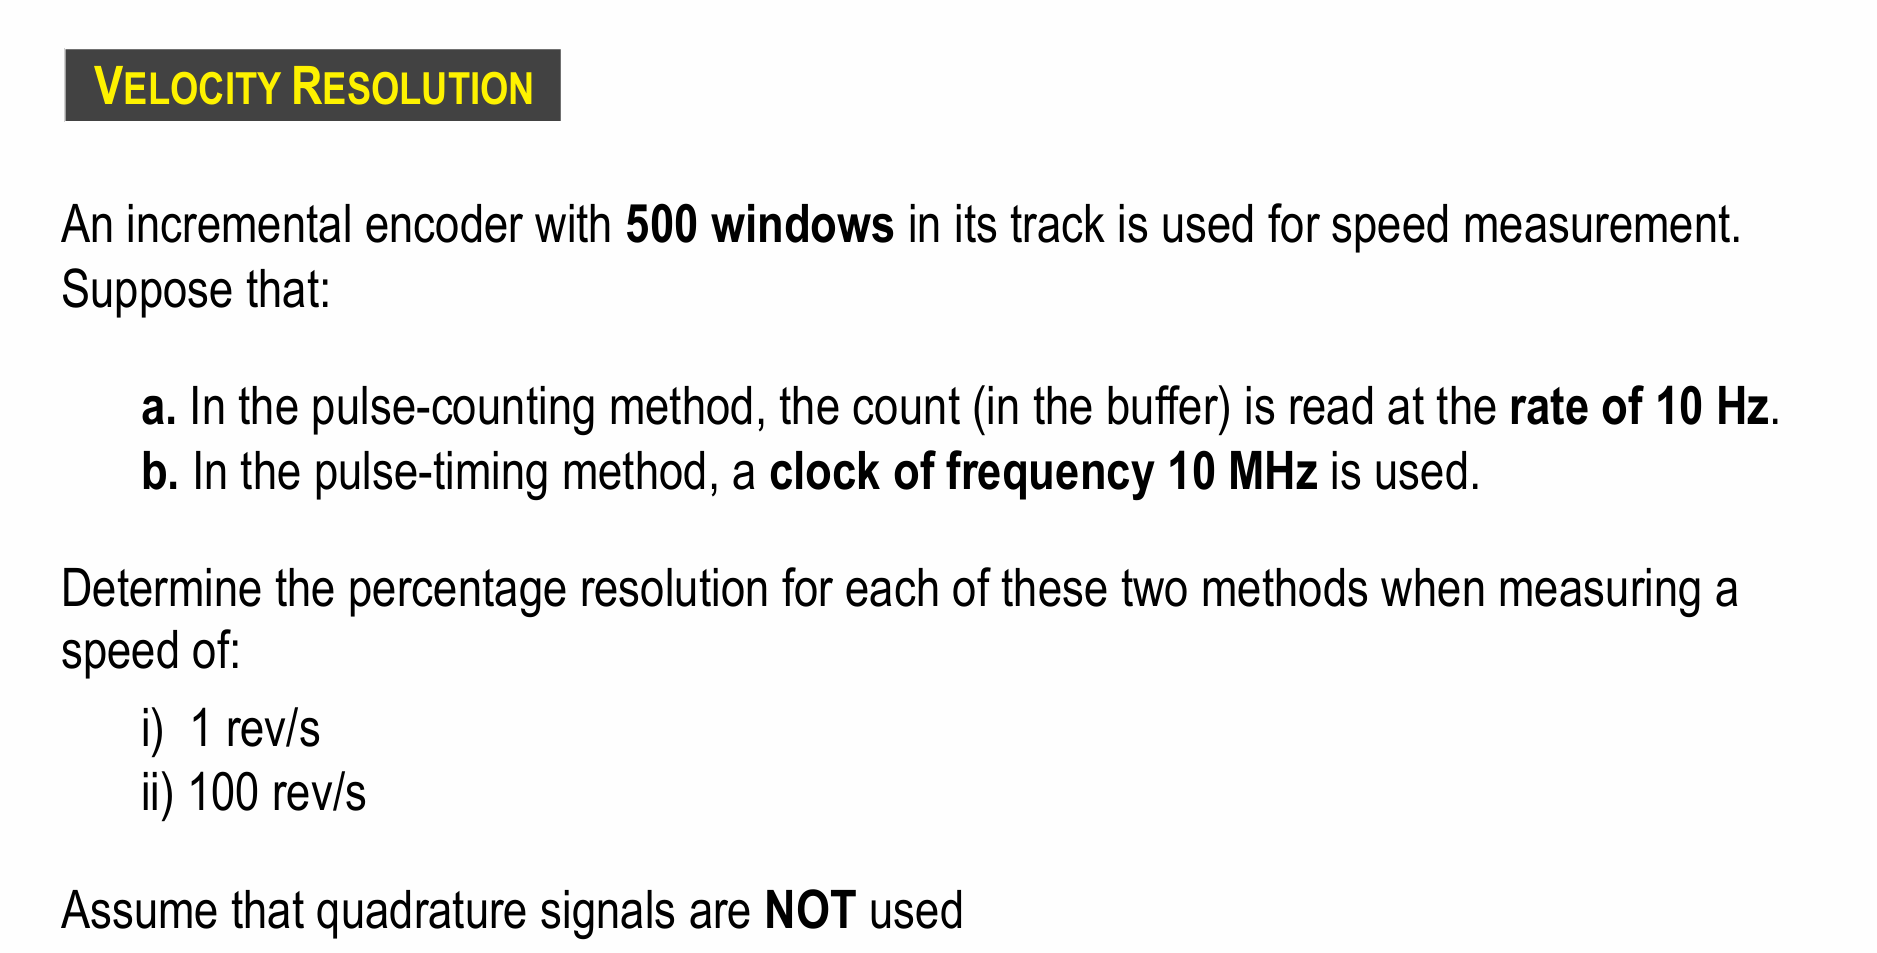 VELOCITY RESOLUTION
An incremental encoder with 500 windows in its track is used for speed measurement.
Suppose that:
a. In the pulse-counting method, the count (in the buffer) is read at the rate of 10 Hz.
b. In the pulse-timing method, a clock of frequency 10 MHz is used.
Determine the percentage resolution for each of these two methods when measuring a
speed of:
i) 1 rev/s
ii) 100 rev/s
Assume that quadrature signals are NOT used